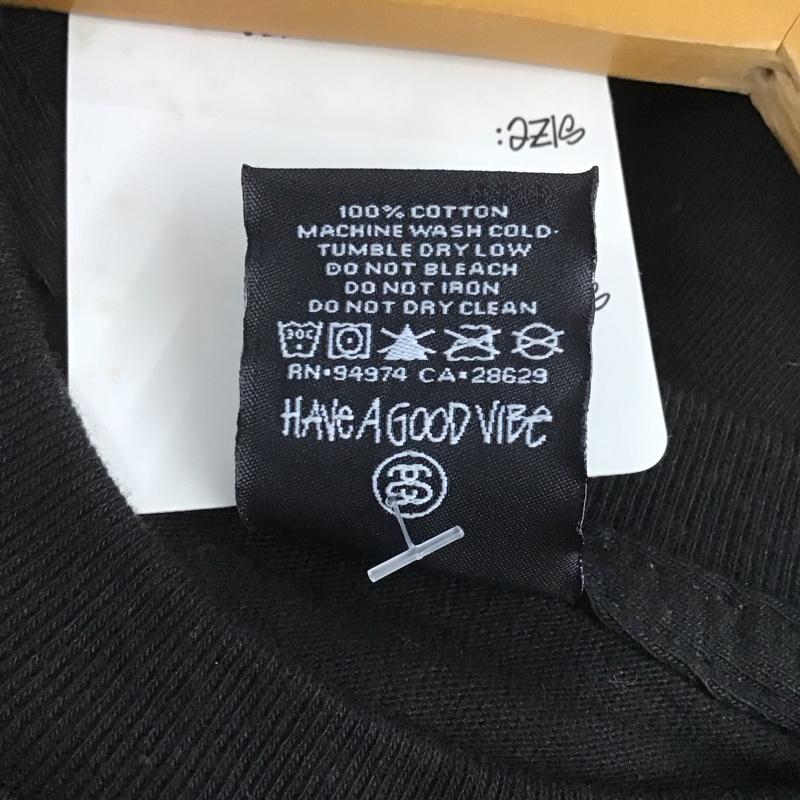 SIZE:
100% COTTON
MACHINE WASH COLD·
TUMBLE DRY LOW
DO NOT BLEACH
DO NOT IRON
DO NOT DRY CLEAN
30C
RN·94974 CA·28629
HAVE A GOOD VIBE